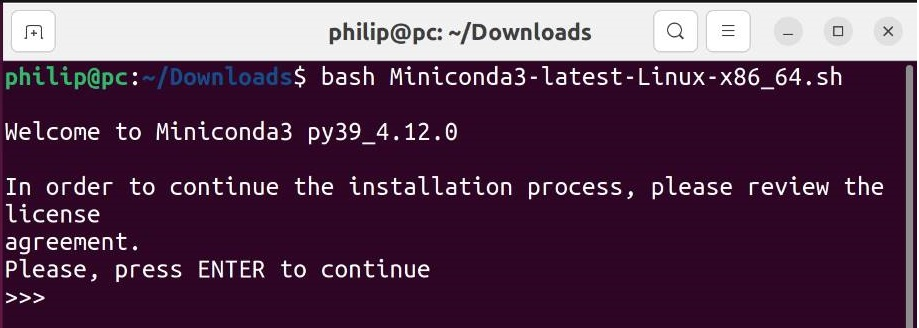 philip@pc: ~/Downloads
philip@pc:~/Downloads$ bash Miniconda3-latest-Linux-x86_64.sh
Welcome to Miniconda3 py39_4.12.0
In order to continue the installation process, please review the
license
agreement.
Please, press ENTER to continue
>>>